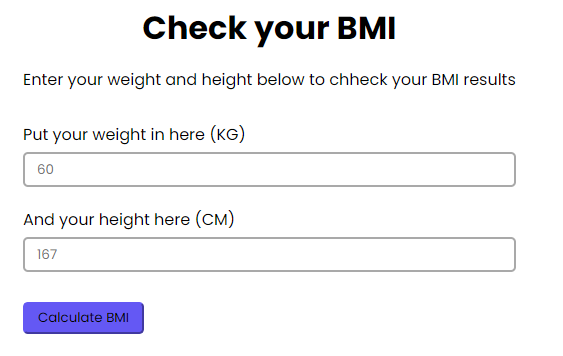 Check your BMI
Enter your weight and height below to chheck your BMI results
Put your weight in here (KG)
60
And your height here (CM)
167
Calculate BMI